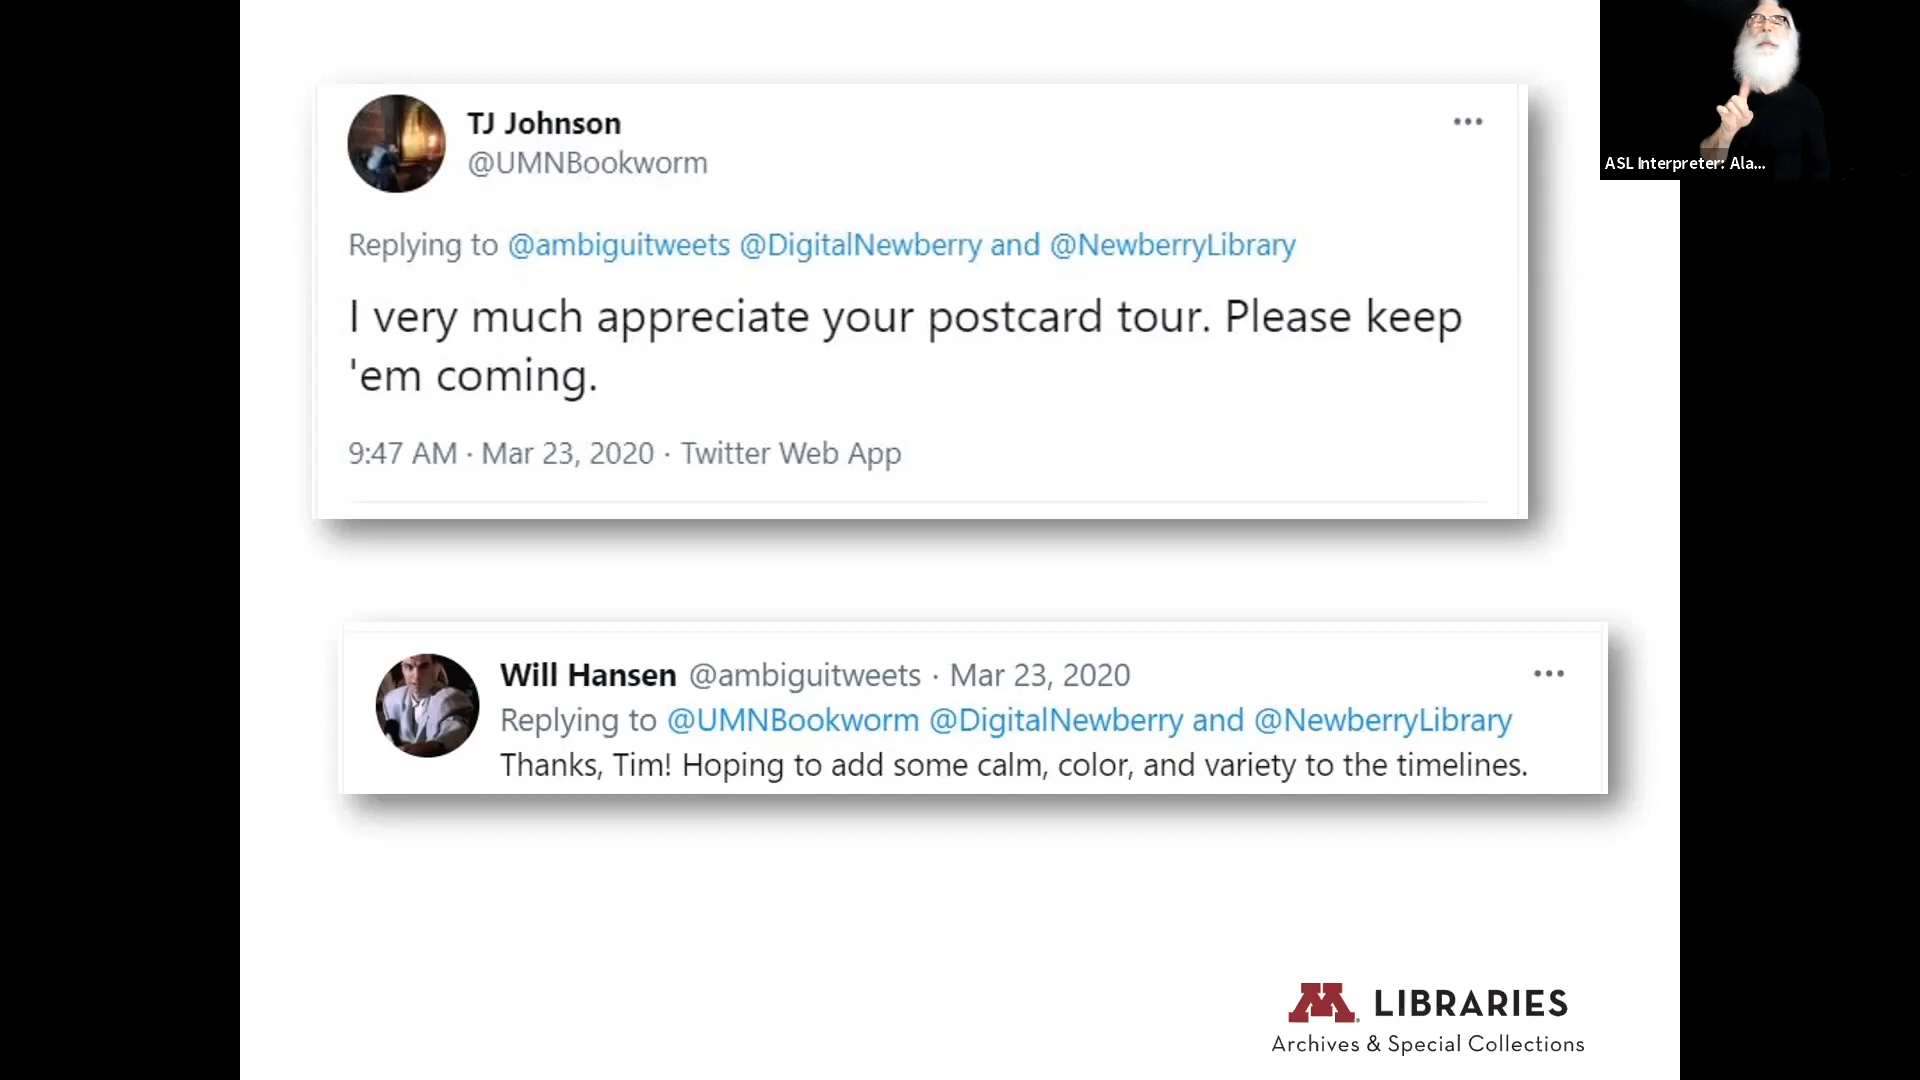 TJ Johnson
@UMNBookworm
Replying to @ambiguitweets @DigitalNewberry and @NewberryLibrary
I very much appreciate your postcard tour. Please keep
'em coming.
9:47 AM · Mar 23, 2020 · Twitter Web App
Will Hansen @ambiguitweets · Mar 23, 2020
Replying to @UMNBookworm @DigitalNewberry and @NewberryLibrary
Thanks, Tim! Hoping to add some calm, color, and variety to the timelines.
ASL Interpreter: Ala...
M LIBRARIES
Archives & Special Collections